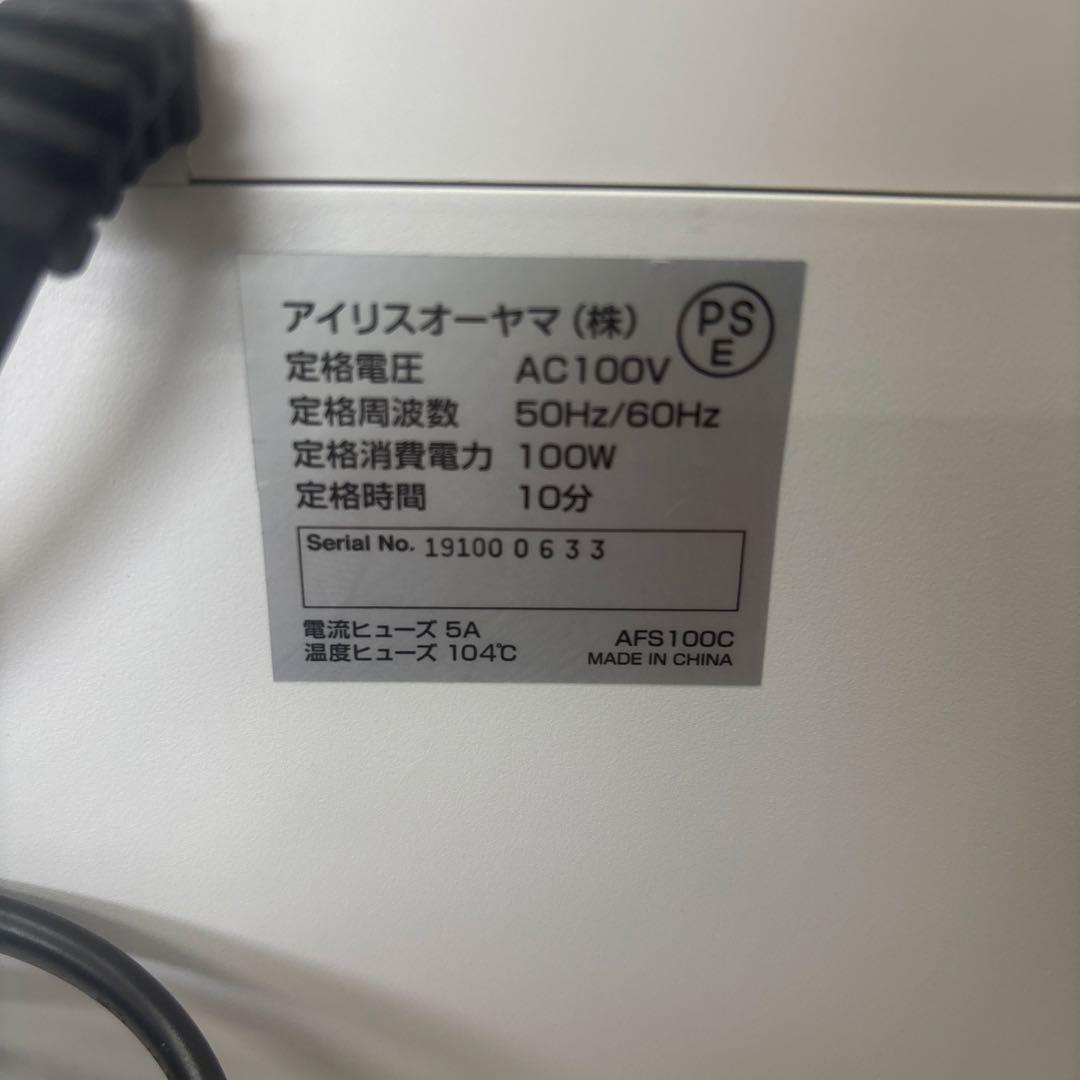 アイリスオーヤマ(株)
PS
E
定格電圧 AC100V
定格周波数 50Hz/60Hz
定格消費電力 100W
定格時間 10分
Serial No. 19100 0 6 3 3
電流ヒューズ 5A
温度ヒューズ 104℃
AFS100C
MADE IN CHINA